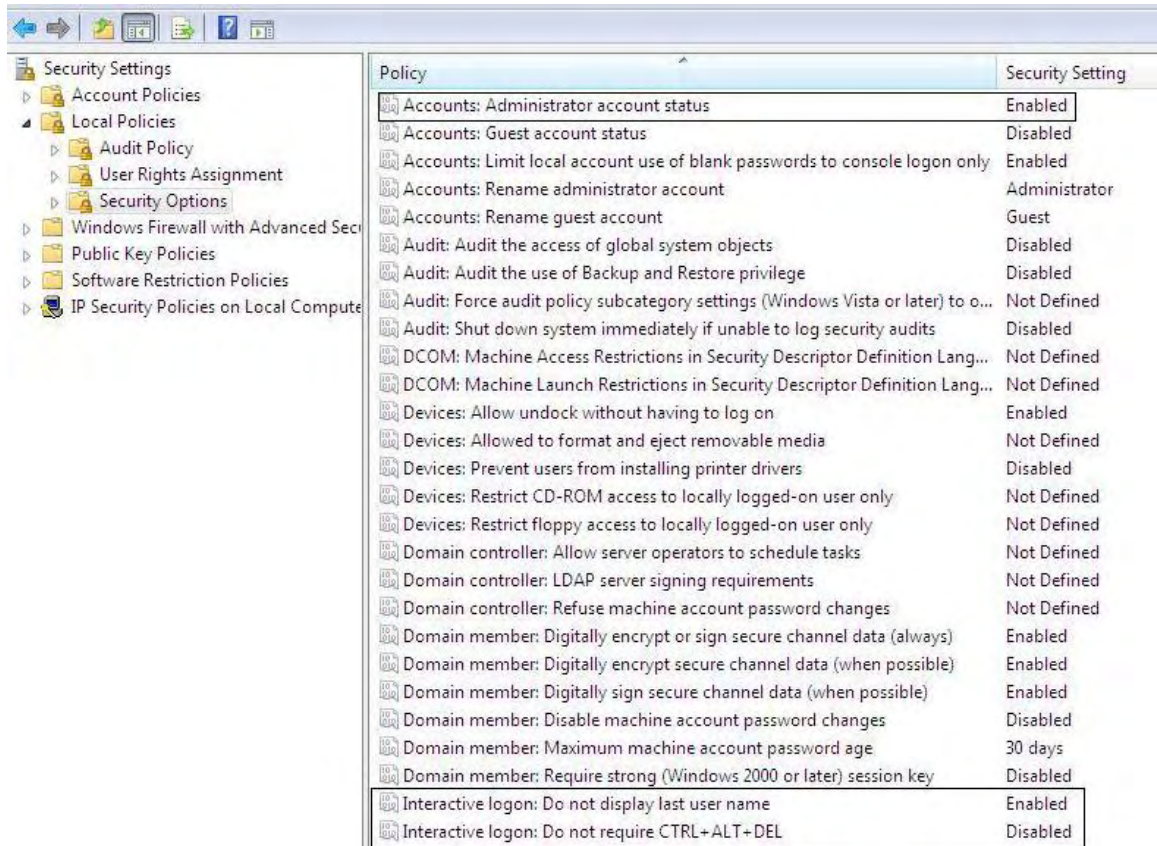 Security Settings
Account Policies
Local Policies
Audit Policy
User Rights Assignment
Security Options
Windows Firewall with Advanced Secu
Public Key Policies
Software Restriction Policies
IP Security Policies on Local Compute
Policy Security Setting
Accounts: Administrator account status Enabled
Accounts: Guest account status Disabled
Accounts: Limit local account use of blank passwords to console logon only Enabled
Accounts: Rename administrator account Administrator
Accounts: Rename guest account Guest
Audit: Audit the access of global system objects Disabled
Audit: Audit the use of Backup and Restore privilege Disabled
Audit: Force audit policy subcategory settings (Windows Vista or later) to o... Not Defined
Audit: Shut down system immediately if unable to log security audits Disabled
DCOM: Machine Access Restrictions in Security Descriptor Definition Lang... Not Defined
DCOM: Machine Launch Restrictions in Security Descriptor Definition Lang... Not Defined
Devices: Allow undock without having to log on Enabled
Devices: Allowed to format and eject removable media Not Defined
Devices: Prevent users from installing printer drivers Disabled
Devices: Restrict CD-ROM access to locally logged-on user only Not Defined
Devices: Restrict floppy access to locally logged-on user only Not Defined
Domain controller: Allow server operators to schedule tasks Not Defined
Domain controller: LDAP server signing requirements Not Defined
Domain controller: Refuse machine account password changes Not Defined
Domain member: Digitally encrypt or sign secure channel data (always) Enabled
Domain member: Digitally encrypt secure channel data (when possible) Enabled
Domain member: Digitally sign secure channel data (when possible) Enabled
Domain member: Disable machine account password changes Disabled
Domain member: Maximum machine account password age 30 days
Domain member: Require strong (Windows 2000 or later) session key Disabled
Interactive logon: Do not display last user name Enabled
Interactive logon: Do not require CTRL+ALT+DEL Disabled